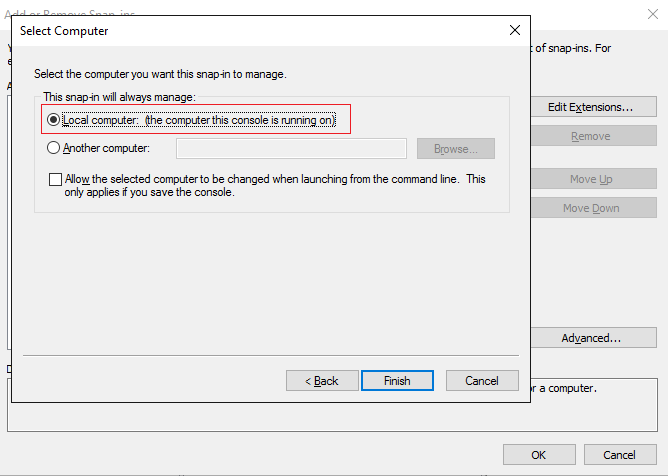 Add or Remove Snap-ins
Select Computer
t of snap-ins. For
Select the computer you want this snap-in to manage.
This snap-in will always manage:
Local computer: (the computer this console is running on)
Another computer:
Browse...
Allow the selected computer to be changed when launching from the command line. This
only applies if you save the console.
Edit Extensions...
Remove
Move Up
Move Down
Advanced...
< Back
Finish
Cancel
r a computer.
OK
Cancel